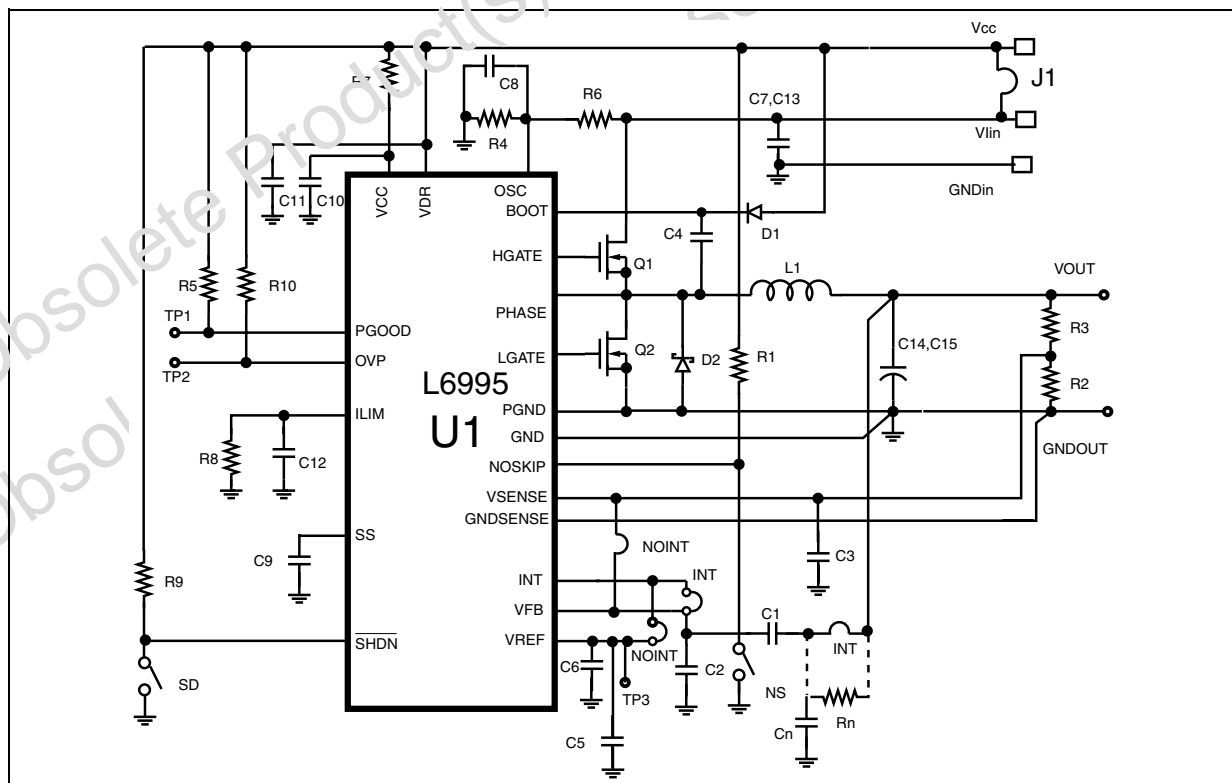 Obsolete Product(s)
Obsol
Vcc
J1
C8
R6
C7,C13
R4
VIin
GNDin
C11
C10
VCC
VDR
OSC
BOOT
C4
D1
HGATE
Q1
L1
VOUT
R5
R10
TP1
PGOOD
PHASE
R3
TP2
OVP
LGATE
Q2
D2
R1
C14,C15
R2
L6995
U1
ILIM
PGND
GND
GNDOUT
R8
C12
NOSKIP
VSENSE
GNDSENSE
SS
C9
NOINT
C3
R9
INT
INT
VFB
C1
SHDN
VREF
NOINT
INT
C6
C2
SD
TP3
NS
Rn
Cn
C5